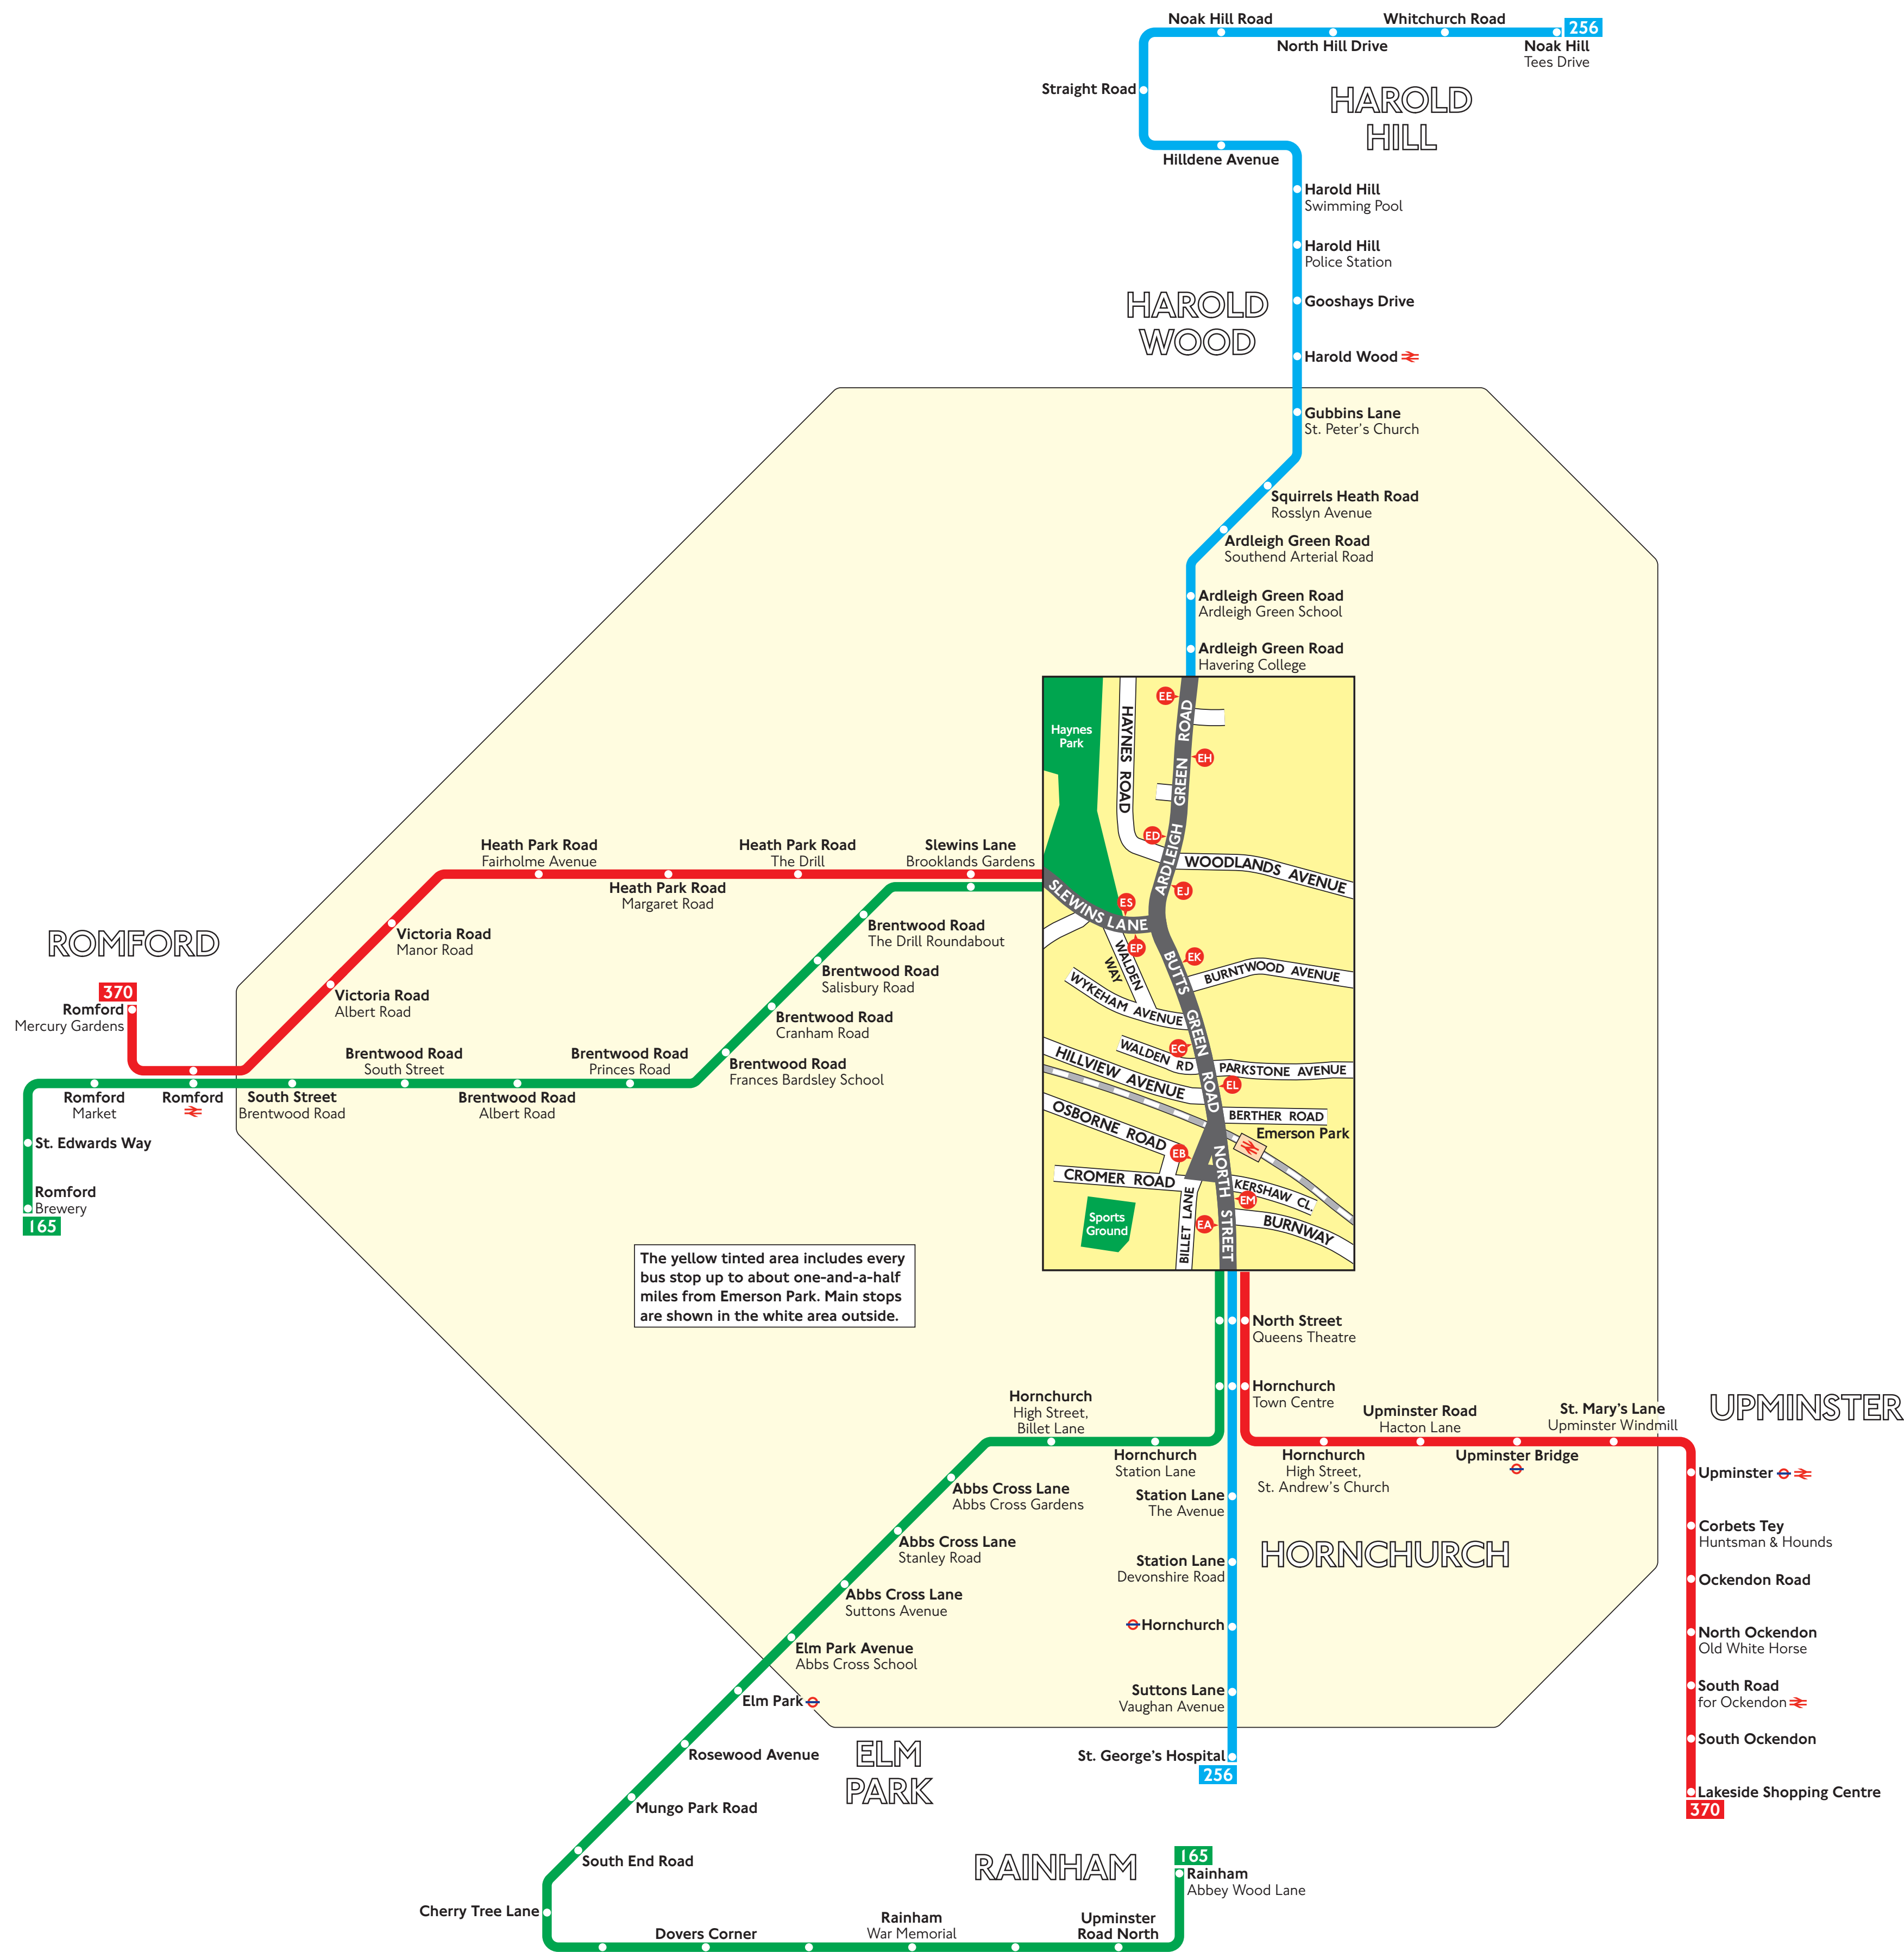 256
Noak Hill Road
Whitchurch Road
North Hill Drive
Noak Hill
Tees Drive
Straight Road
HAROLD
HILL
Hilldene Avenue
Harold Hill
Swimming Pool
Harold Hill
Police Station
HAROLD
WOOD
Gooshays Drive
Harold Wood
Gubbins Lane
St. Peter's Church
Squirrels Heath Road
Rosslyn Avenue
Ardleigh Green Road
Southend Arterial Road
Ardleigh Green Road
Ardleigh Green School
Ardleigh Green Road
Havering College
Haynes
Park
HAYNES ROAD
EE
EH
ARDLEIGH GREEN ROAD
ED
WOODLANDS AVENUE
EJ
ES
SLEWINS LANE
EP
WALDEN
WAY
EK
BUTTS GREEN ROAD
BURNTWOOD AVENUE
WYKEHAM AVENUE
EC
WALDEN RD
PARKSTONE AVENUE
HILLVIEW AVENUE
EL
BERTHER ROAD
OSBORNE ROAD
Emerson Park
EB
CROMER ROAD
NORTH STREET
KERSHAW CL.
EM
Sports
Ground
BILLET LANE
EA
BURNWAY
Heath Park Road
Fairholme Avenue
Heath Park Road
Margaret Road
Heath Park Road
The Drill
Slewins Lane
Brooklands Gardens
Victoria Road
Manor Road
Victoria Road
Albert Road
Brentwood Road
The Drill Roundabout
Brentwood Road
Salisbury Road
Brentwood Road
Cranham Road
Brentwood Road
Frances Bardsley School
ROMFORD
370
Romford
Mercury Gardens
Brentwood Road
South Street
Brentwood Road
Princes Road
Romford
Market
Romford
South Street
Brentwood Road
Brentwood Road
Albert Road
St. Edwards Way
Romford
Brewery
165
The yellow tinted area includes every
bus stop up to about one-and-a-half
miles from Emerson Park. Main stops
are shown in the white area outside.
North Street
Queens Theatre
Hornchurch
Town Centre
Hornchurch
High Street,
Billet Lane
Hornchurch
Station Lane
Hornchurch
High Street,
St. Andrew's Church
Upminster Road
Hacton Lane
Upminster Bridge
St. Mary's Lane
Upminster Windmill
UPMINSTER
Upminster
Corbets Tey
Huntsman & Hounds
Ockendon Road
North Ockendon
Old White Horse
South Road
for Ockendon
South Ockendon
Lakeside Shopping Centre
370
Abbs Cross Lane
Abbs Cross Gardens
Abbs Cross Lane
Stanley Road
Abbs Cross Lane
Suttons Avenue
Elm Park Avenue
Abbs Cross School
Elm Park
Station Lane
The Avenue
Station Lane
Devonshire Road
HORNCHURCH
Hornchurch
Suttons Lane
Vaughan Avenue
St. George's Hospital
256
Rosewood Avenue
ELM
PARK
Mungo Park Road
South End Road
Cherry Tree Lane
Dovers Corner
Rainham
War Memorial
Upminster
Road North
RAINHAM
165
Rainham
Abbey Wood Lane